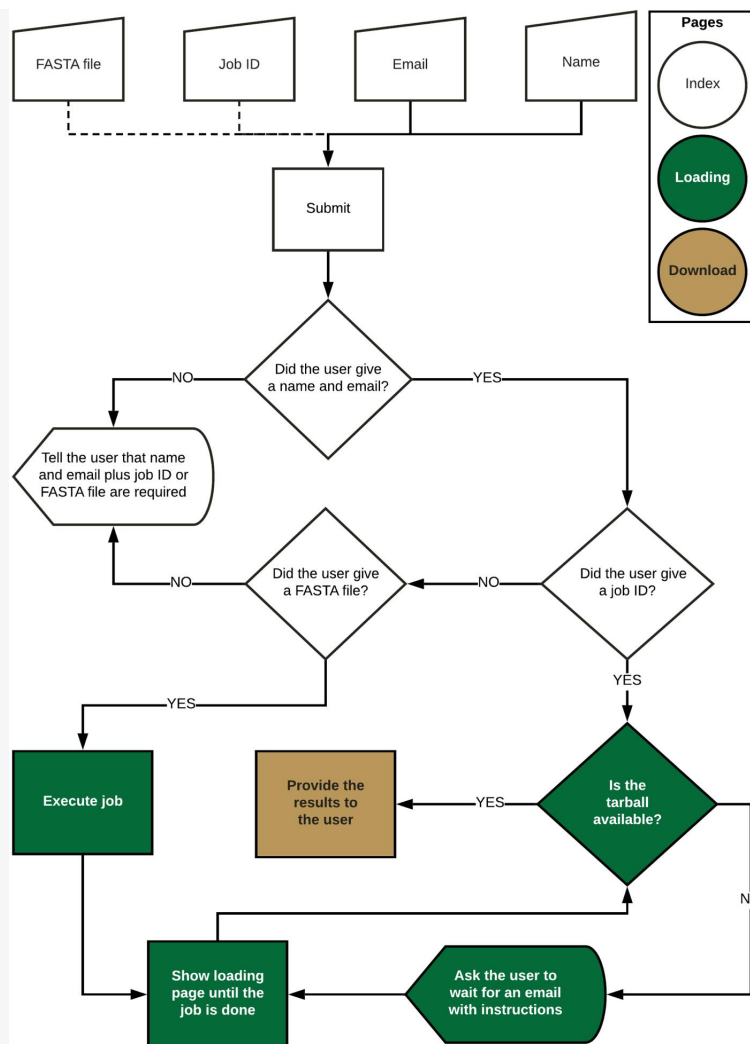 FASTA file
Job ID
Email
Name
Pages
Index
Loading
Download
Submit
Did the user give
a name and email?
NO
YES
Tell the user that name
and email plus job ID or
FASTA file are required
Did the user give
a FASTA file?
NO
Did the user give
a job ID?
NO
YES
YES
Execute job
Provide the
results to
the user
YES
Is the
tarball
available?
N
Show loading
page until the
job is done
Ask the user to
wait for an email
with instructions